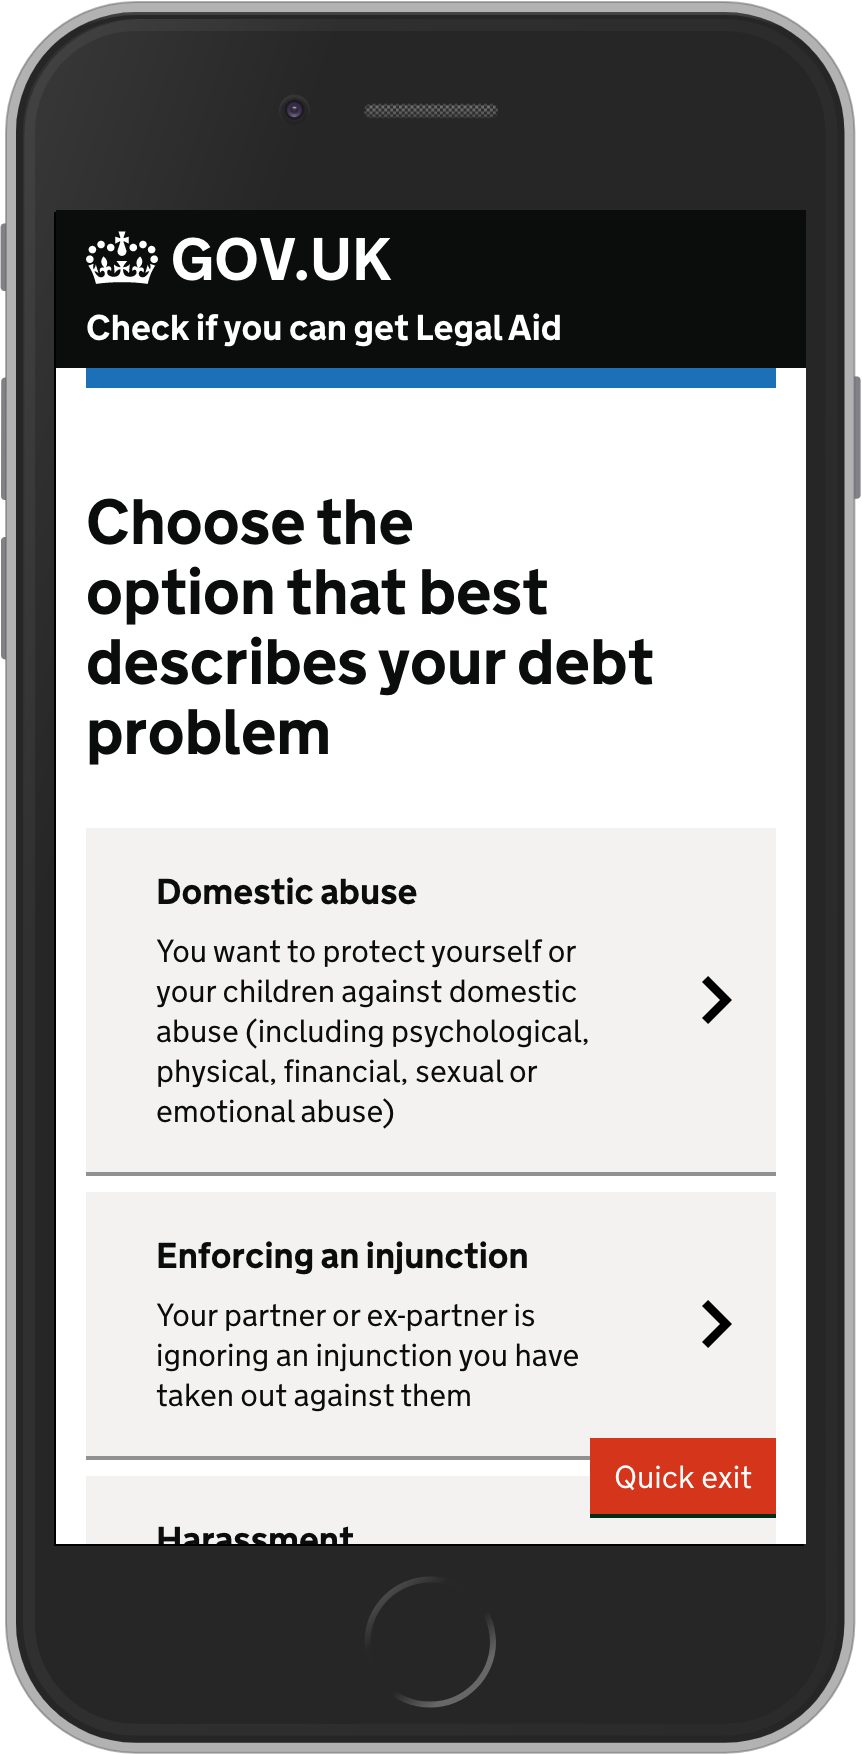 GOV.UK
Check if you can get Legal Aid
Choose the
option that best
describes your debt
problem
Domestic abuse
You want to protect yourself or
your children against domestic
abuse (including psychological,
physical, financial, sexual or
emotional abuse)
Enforcing an injunction
Your partner or ex-partner is
ignoring an injunction you have
taken out against them
Quick exit
Harassment